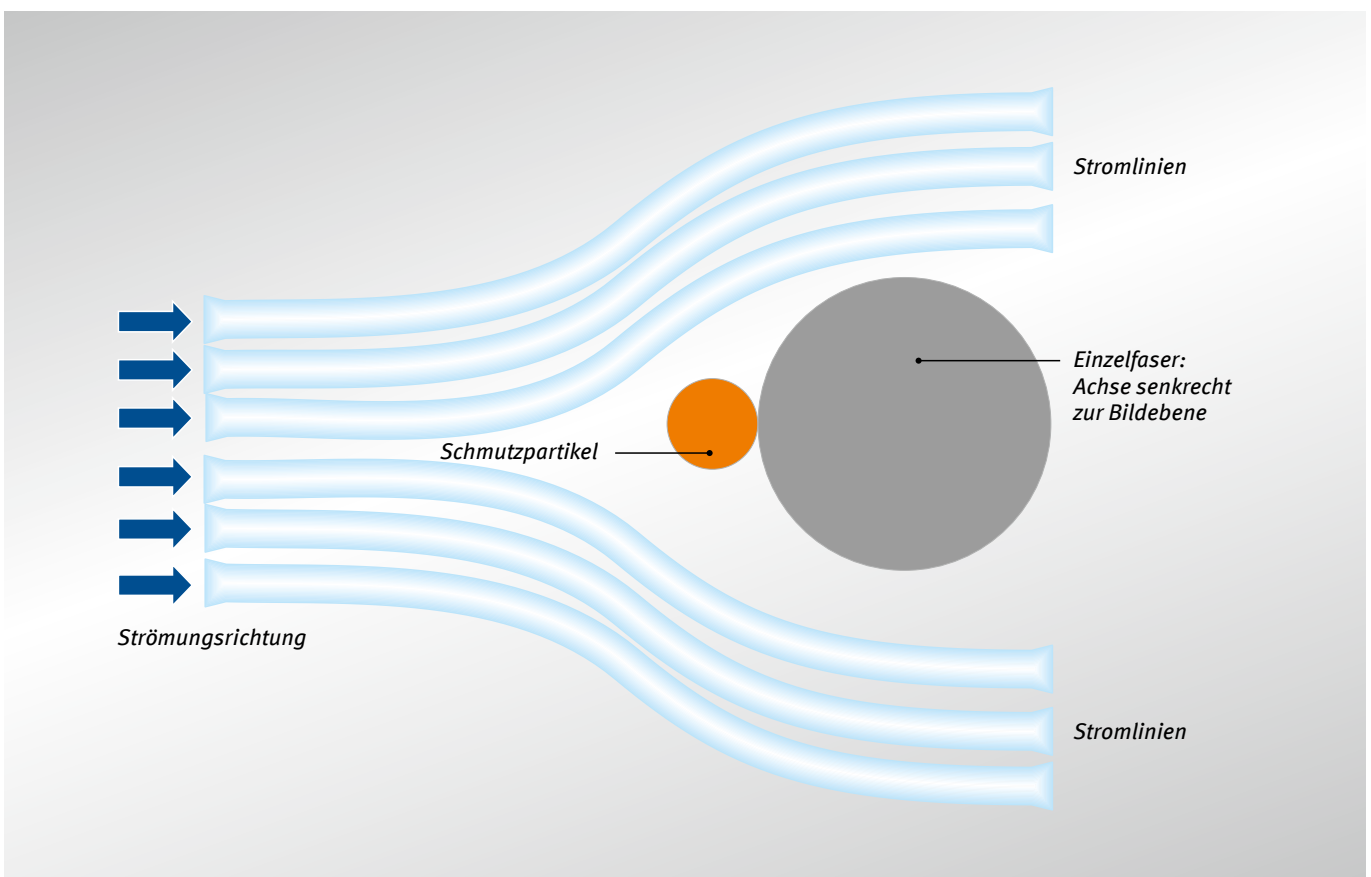 Stromlinien
Einzelfaser:
Achse senkrecht
zur Bildebene
Schmutzpartikel
Strömungsrichtung
Stromlinien